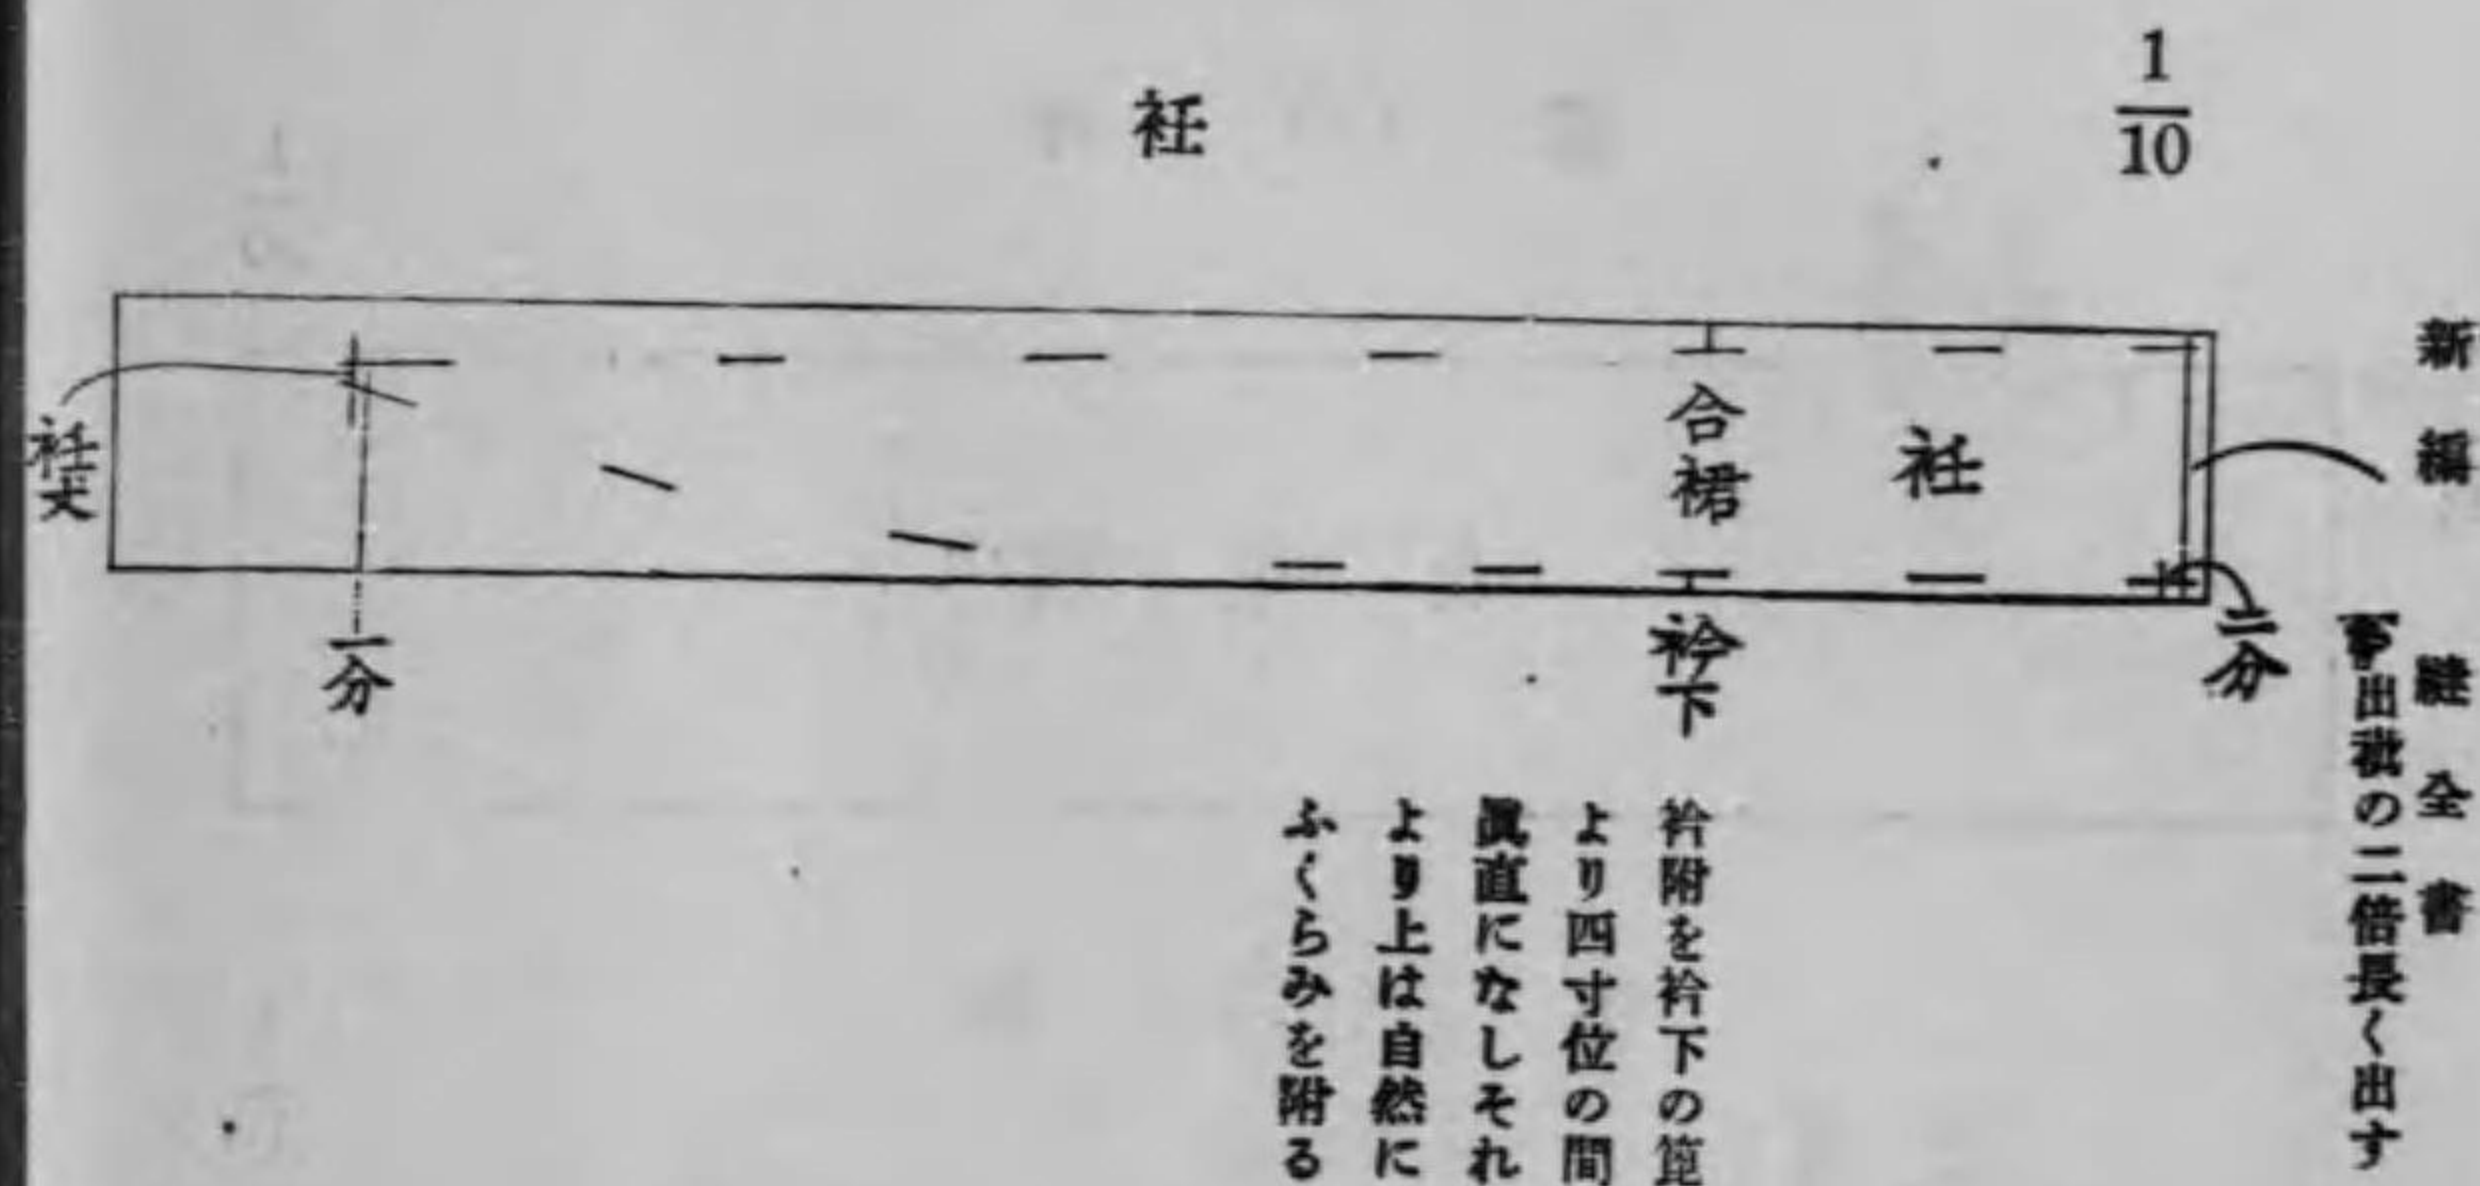 新編 縫全書
1/10
衽
出袘の二倍長く出す
二分
衽
合褄
衿下
衿附を衿下の箆
より四寸位の間
眞直になしそれ
より上は自然に
ふくらみを附る
一分
衽丈